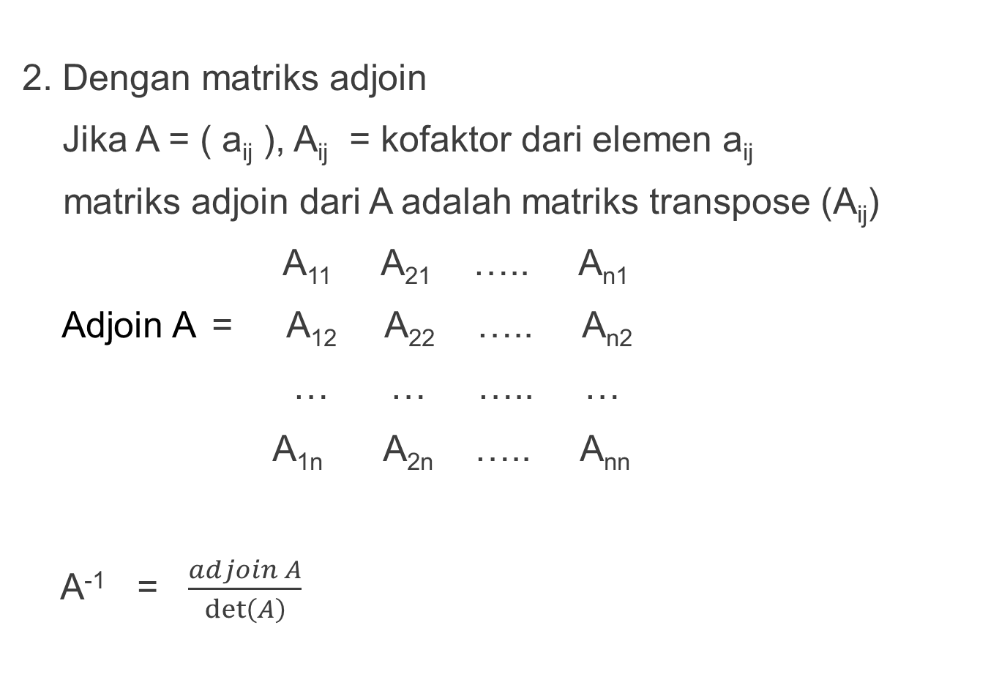 2. Dengan matriks adjoin
Jika A = ( aij ), Aij = kofaktor dari elemen aij
matriks adjoin dari A adalah matriks transpose (Aij)
A11 A21 ..... An1
Adjoin A = A12 A22 ..... An2
... ... ..... ...
A1n A2n ..... Ann
A-1 = adjoin A
det(A)